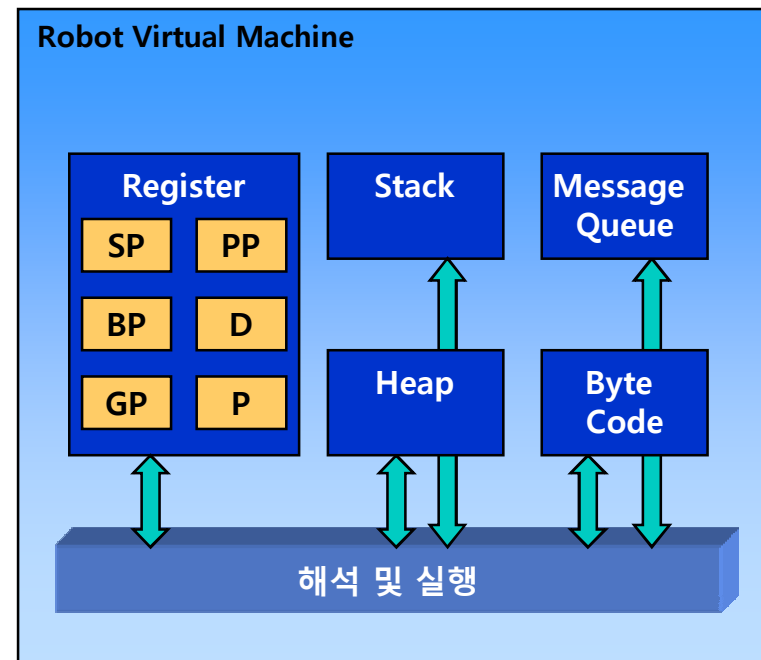 Robot Virtual Machine
Register
SP
PP
BP
D
GP
P
Stack
Message
Queue
Heap
Byte
Code
해석 및 실행